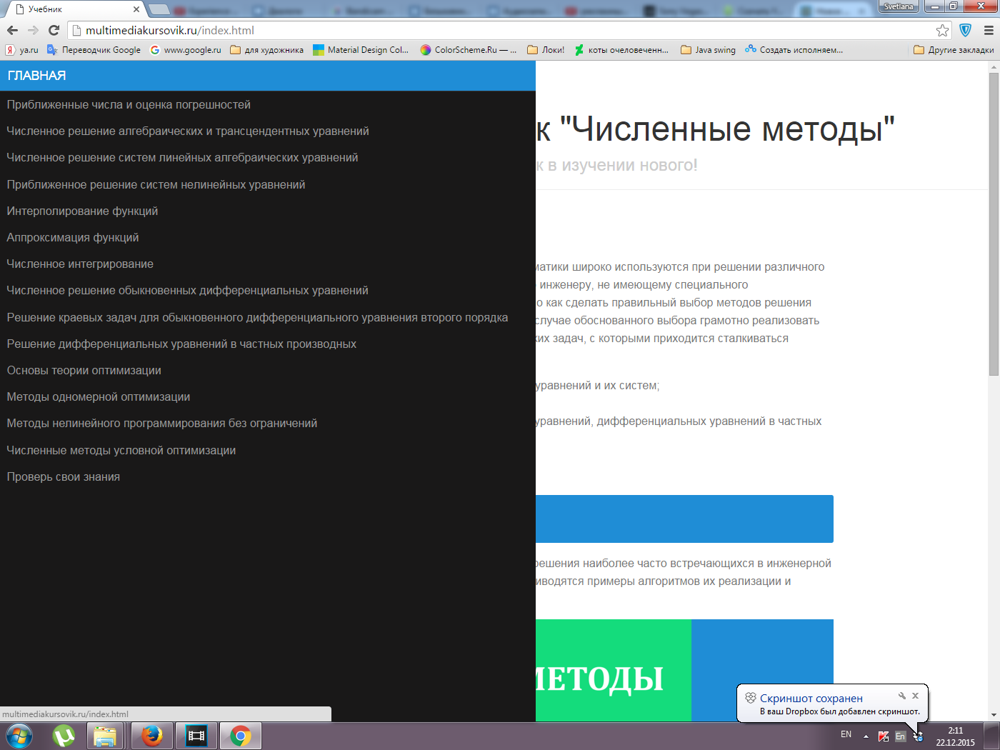 Учебник
Svetlana
multimediakursovik.ru/index.html
ya.ru
Переводчик Google
www.google.ru
для художника
Material Design Col...
ColorScheme.Ru — ...
Локи!
коты очеловеченн...
Java swing
Создать исполняем...
Другие закладки
ГЛАВНАЯ
Приближенные числа и оценка погрешностей
Численное решение алгебраических и трансцендентных уравнений
Численное решение систем линейных алгебраических уравнений
Приближенное решение систем нелинейных уравнений
Интерполирование функций
Аппроксимация функций
Численное интегрирование
Численное решение обыкновенных дифференциальных уравнений
Решение краевых задач для обыкновенного дифференциального уравнения второго порядка
Решение дифференциальных уравнений в частных производных
Основы теории оптимизации
Методы одномерной оптимизации
Методы нелинейного программирования без ограничений
Численные методы условной оптимизации
Проверь свои знания
к "Численные методы"
к в изучении нового!
матики широко используются при решении различного
инженеру, не имеющему специального
о как сделать правильный выбор методов решения
случае обоснованного выбора грамотно реализовать
ких задач, с которыми приходится сталкиваться
уравнений и их систем;
уравнений, дифференциальных уравнений в частных
решения наиболее часто встречающихся в инженерной
иводятся примеры алгоритмов их реализации и
МЕТОДЫ
Скриншот сохранен
В ваш Dropbox был добавлен скриншот.
multimediakursovik.ru/index.html
EN
En
2:11
22.12.2015